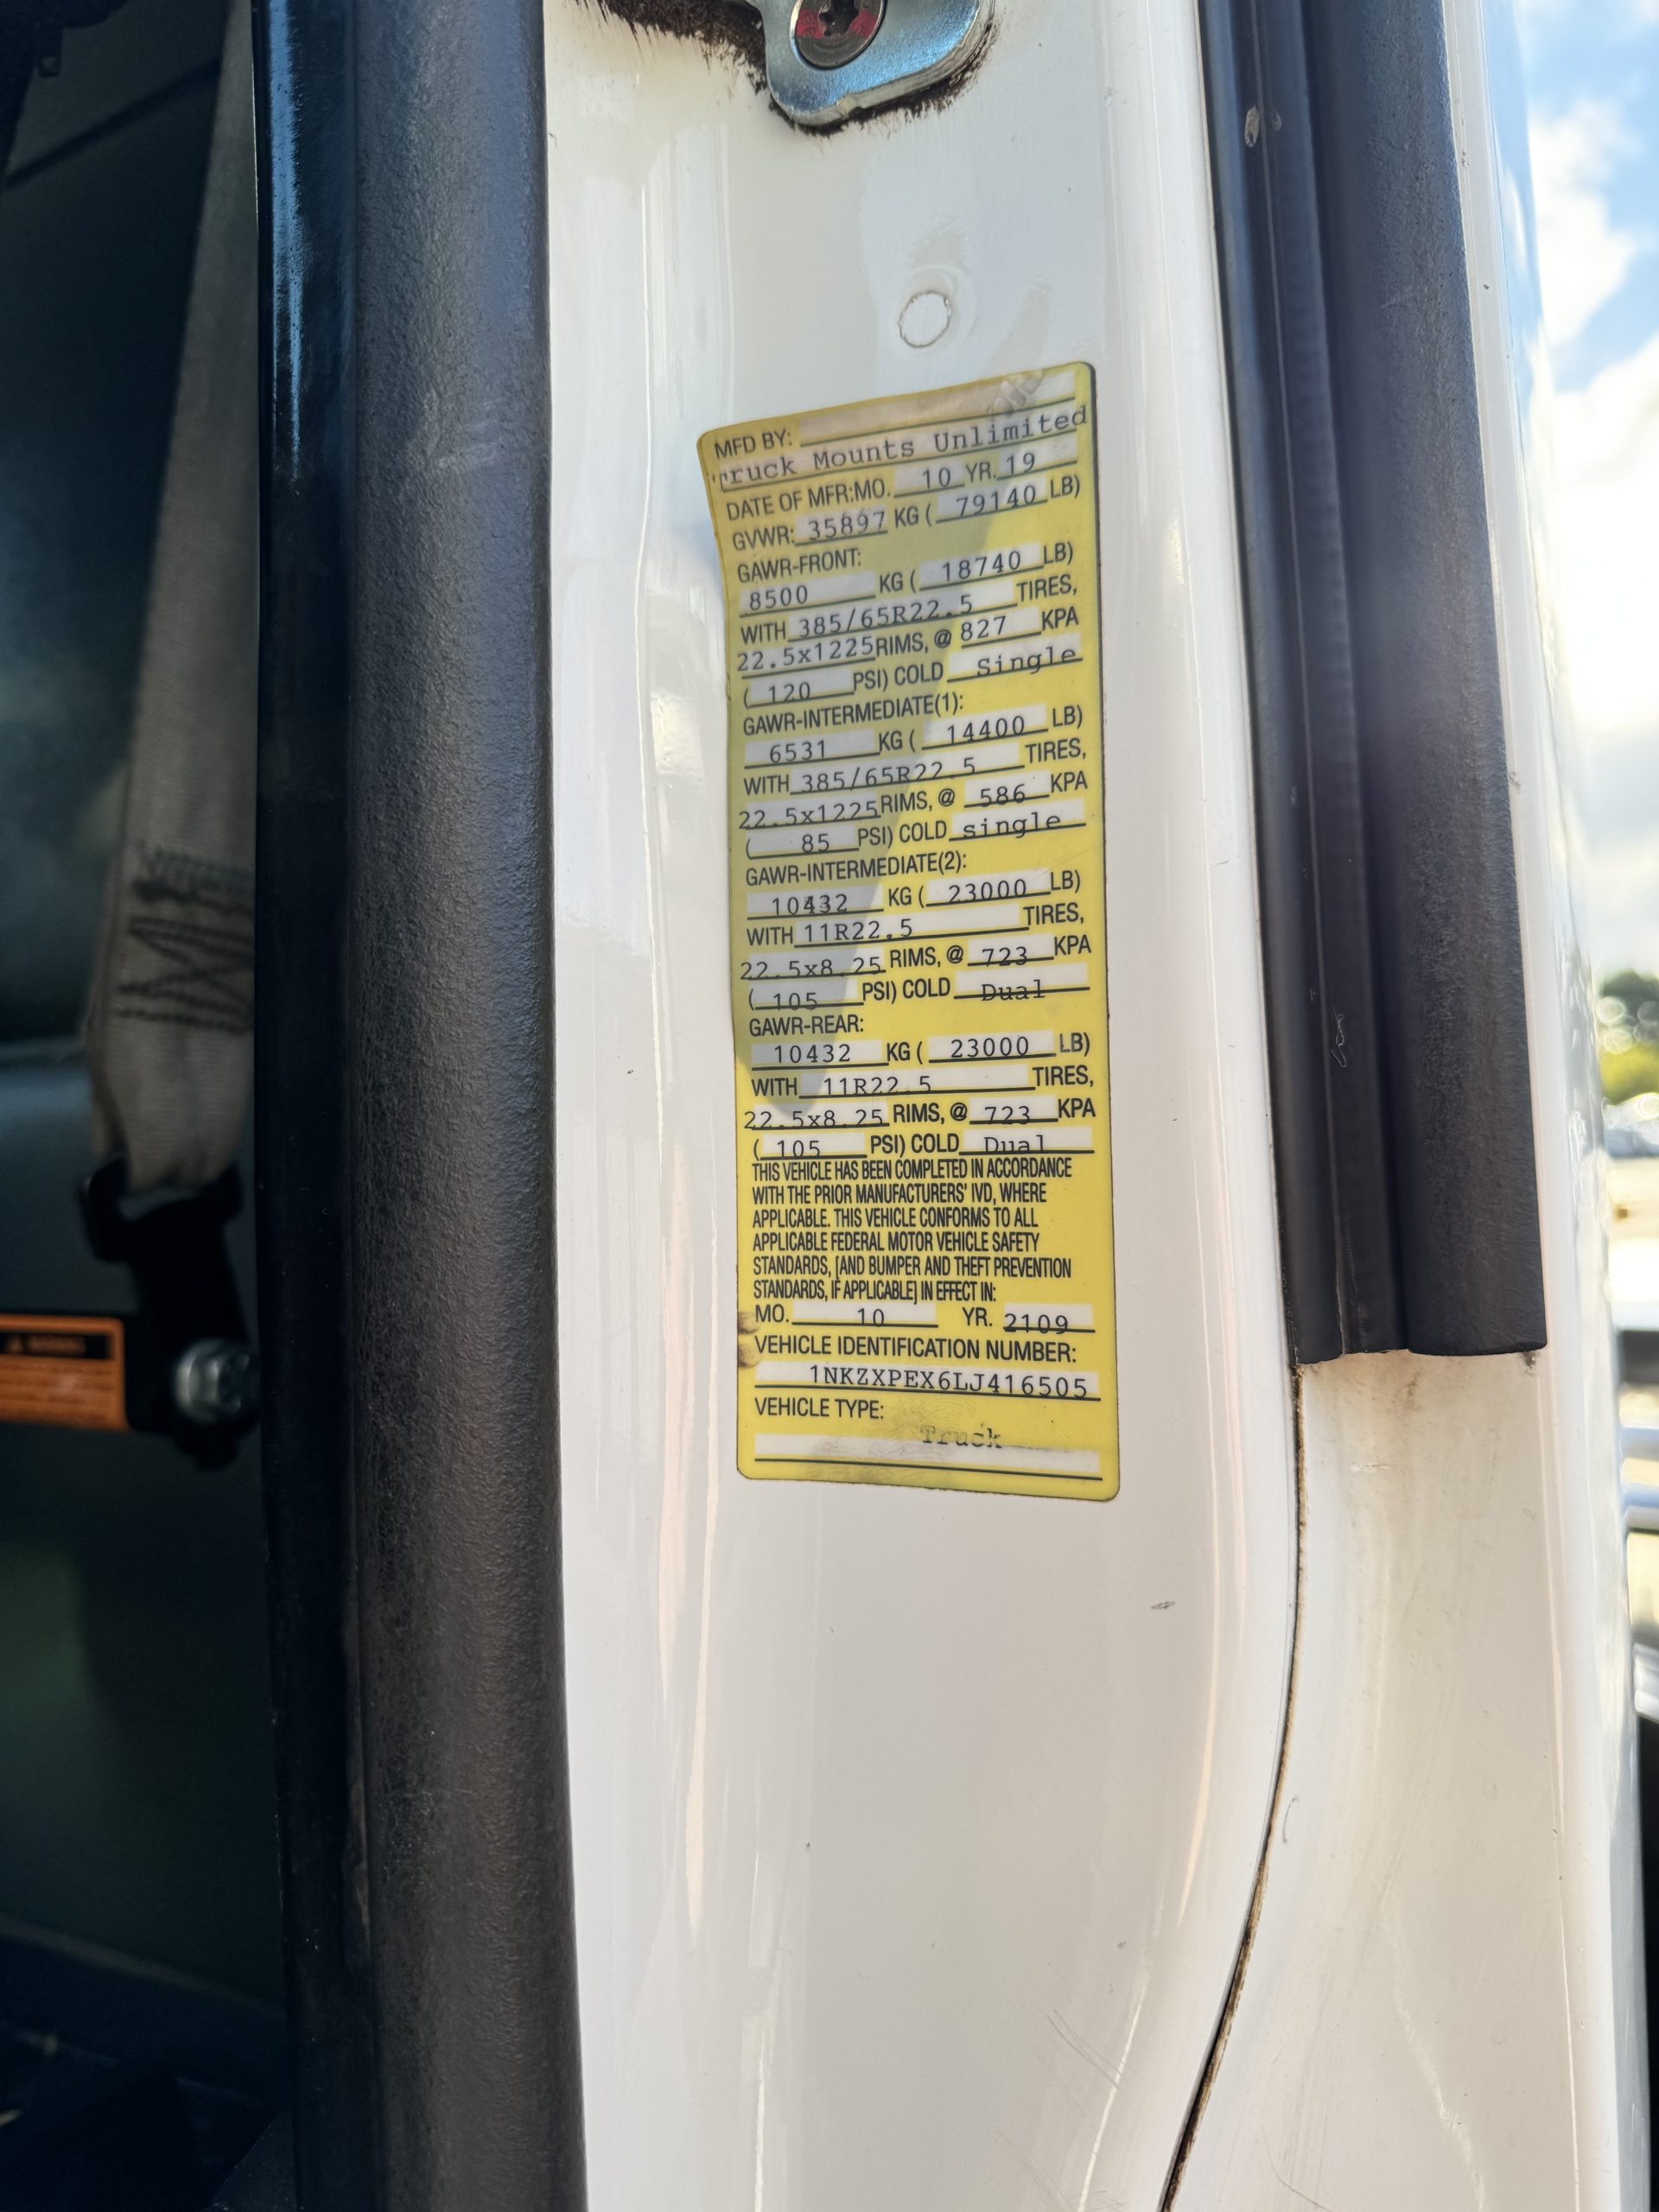 MFD BY:
Truck Mounts Unlimited
DATE OF MFR:MO. 10 YR. 19
GVWR: 35897 KG ( 79140 LB)
GAWR-FRONT:
8500 KG ( 18740 LB)
WITH 385/65R22.5 TIRES,
22.5x1225 RIMS, @ 827 KPA
( 120 PSI) COLD Single
GAWR-INTERMEDIATE(1):
6531 KG ( 14400 LB)
WITH 385/65R22.5 TIRES,
22.5x1225 RIMS, @ 586 KPA
( 85 PSI) COLD single
GAWR-INTERMEDIATE(2):
10432 KG ( 23000 LB)
WITH 11R22.5 TIRES,
22.5x8.25 RIMS, @ 723 KPA
( 105 PSI) COLD Dual
GAWR-REAR:
10432 KG ( 23000 LB)
WITH 11R22.5 TIRES,
22.5x8.25 RIMS, @ 723 KPA
( 105 PSI) COLD Dual
THIS VEHICLE HAS BEEN COMPLETED IN ACCORDANCE
WITH THE PRIOR MANUFACTURERS' IVD, WHERE
APPLICABLE. THIS VEHICLE CONFORMS TO ALL
APPLICABLE FEDERAL MOTOR VEHICLE SAFETY
STANDARDS, [AND BUMPER AND THEFT PREVENTION
STANDARDS, IF APPLICABLE] IN EFFECT IN:
MO. 10 YR. 2109
VEHICLE IDENTIFICATION NUMBER:
1NKZXPEX6LJ416505
VEHICLE TYPE:
Truck